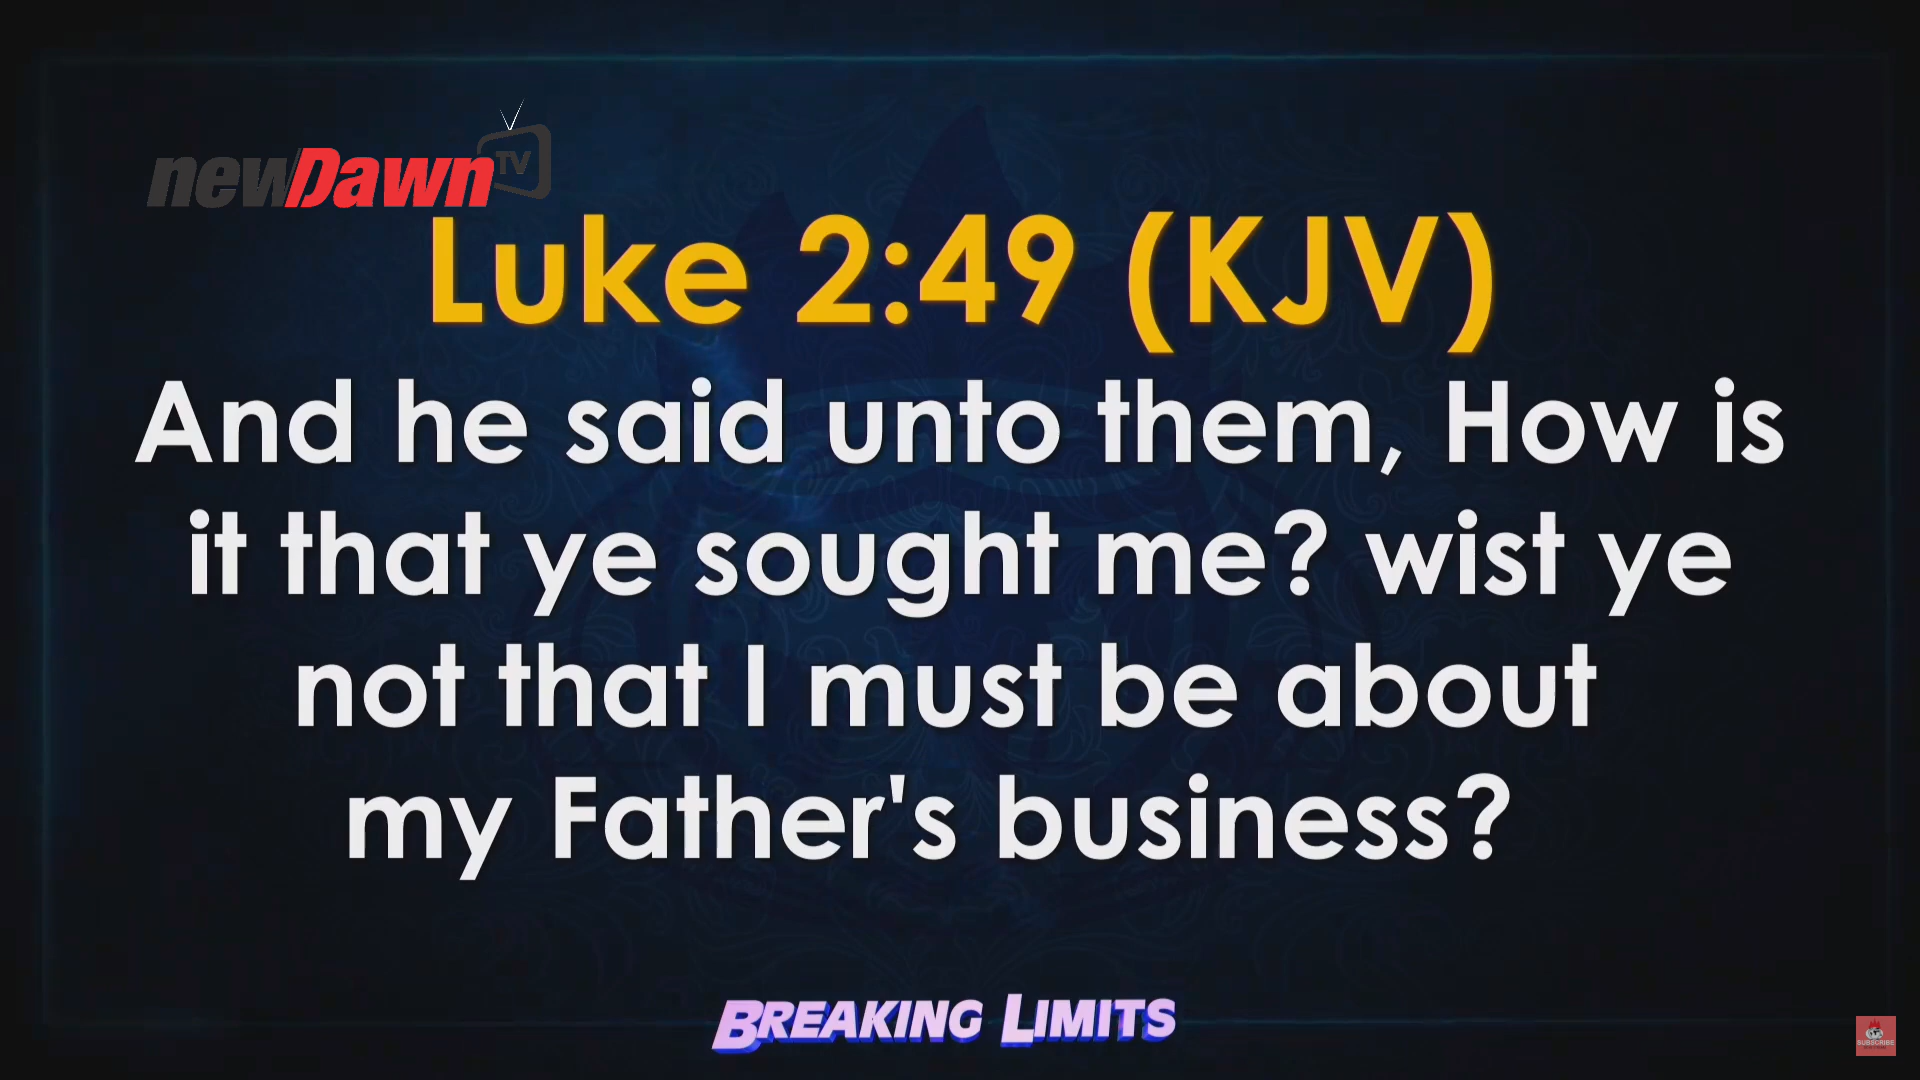 newDawn TV
Luke 2:49 (KJV)
And he said unto them, How is
it that ye sought me? wist ye
not that I must be about
my Father's business?
BREAKING LIMITS
SUBSCRIBE